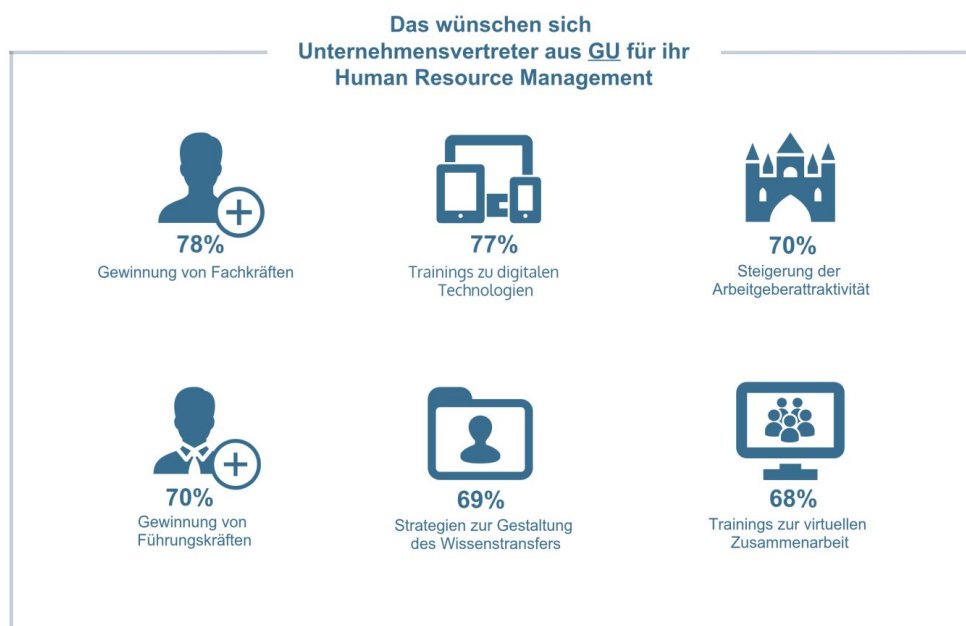 Das wünschen sich
Unternehmensvertreter aus GU für ihr
Human Resource Management
78%
Gewinnung von Fachkräften
77%
Trainings zu digitalen
Technologien
70%
Steigerung der
Arbeitgeberattraktivität
70%
Gewinnung von
Führungskräften
69%
Strategien zur Gestaltung
des Wissenstransfers
68%
Trainings zur virtuellen
Zusammenarbeit